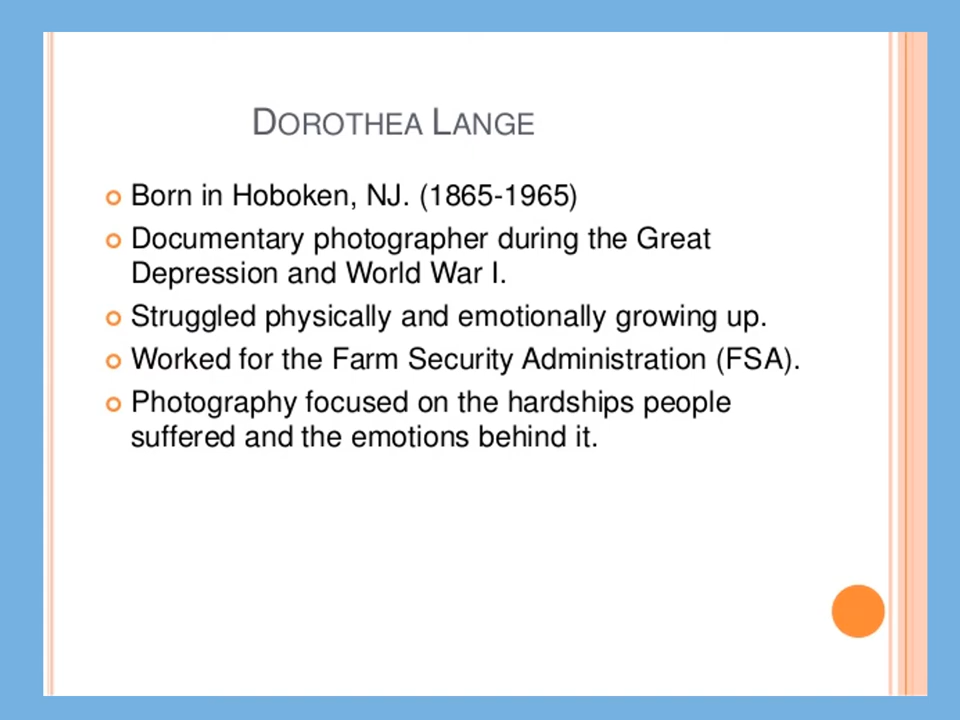 DOROTHEA LANGE
Born in Hoboken, NJ. (1865-1965)
Documentary photographer during the Great
Depression and World War I.
Struggled physically and emotionally growing up.
Worked for the Farm Security Administration (FSA).
Photography focused on the hardships people
suffered and the emotions behind it.